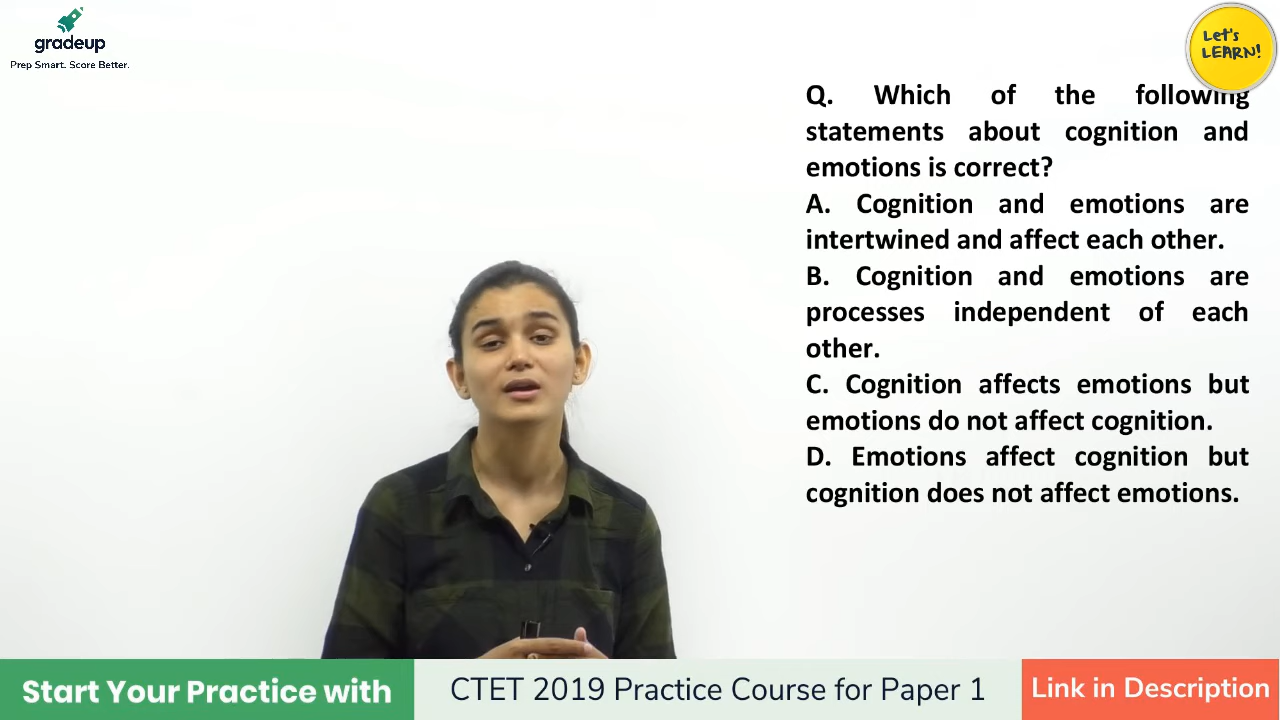 gradeup
Prep Smart. Score Better.
Let's
LEARN!
Q. Which of the following
statements about cognition and
emotions is correct?
A. Cognition and emotions are
intertwined and affect each other.
B. Cognition and emotions are
processes independent of each
other.
C. Cognition affects emotions but
emotions do not affect cognition.
D. Emotions affect cognition but
cognition does not affect emotions.
Start Your Practice with
CTET 2019 Practice Course for Paper 1
Link in Description